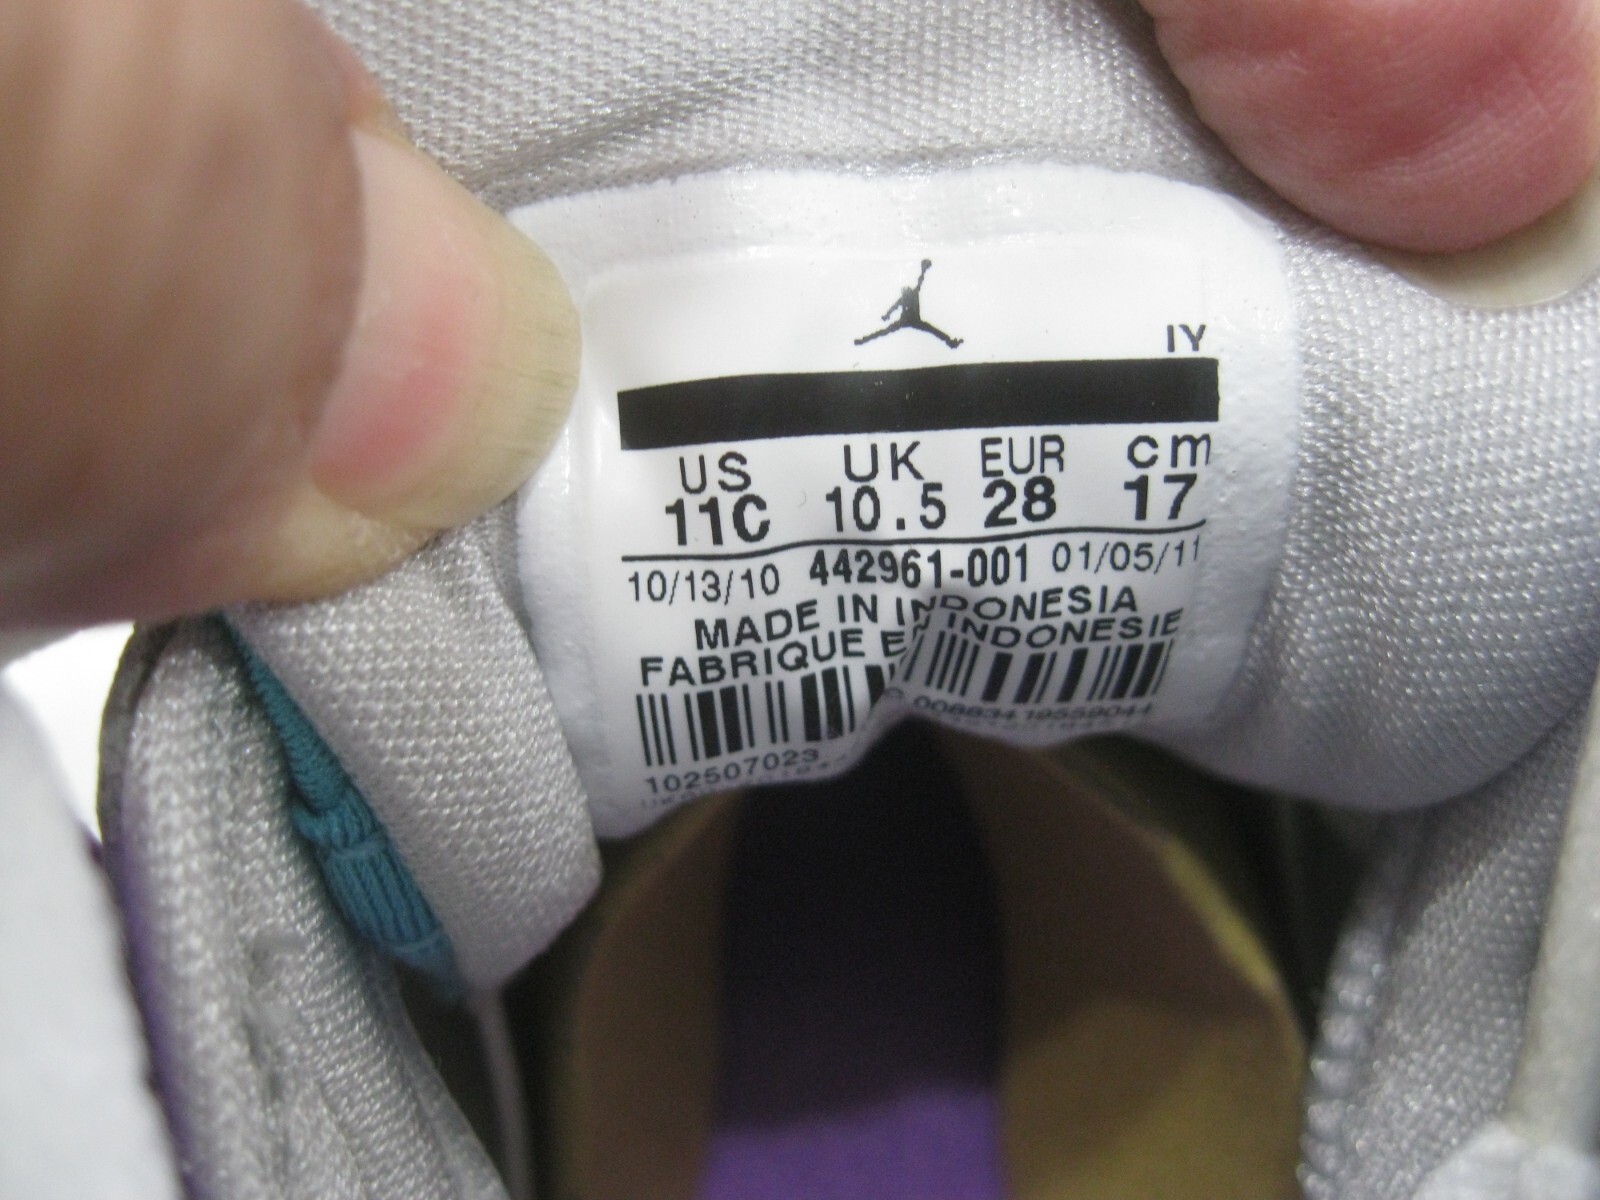 IY
US UK EUR cm
11C 10.5 28 17
10/13/10 442961-001 01/05/11
MADE IN INDONESIA
FABRIQUE EN INDONESIE
00883419559044
102507023